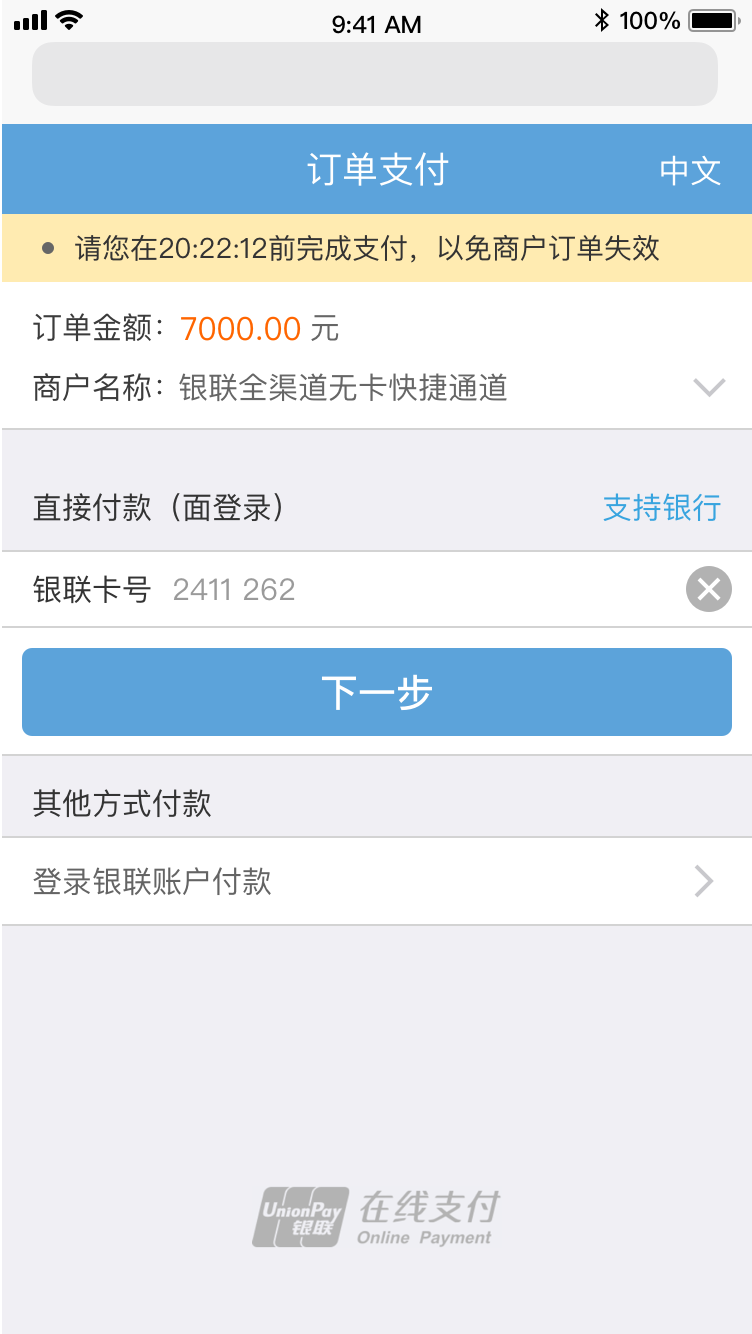 9:41 AM
100%
订单支付
中文
请您在20:22:12前完成支付，以免商户订单失效
订单金额：7000.00 元
商户名称：银联全渠道无卡快捷通道
直接付款（面登录）
支持银行
银联卡号 2411 262
下一步
其他方式付款
登录银联账户付款
UnionPay
银联
在线支付
Online Payment